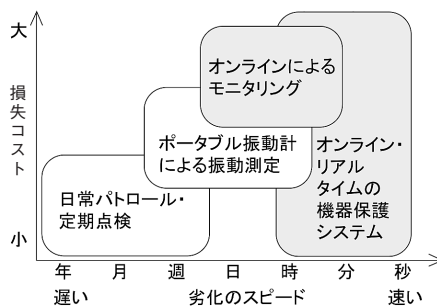 大
損失コスト
小
オンラインによる
モニタリング
ポータブル振動計
による振動測定
オンライン・
リアル
タイムの
機器保護
システム
日常パトロール・
定期点検
年 月 週 日 時 分 秒
遅い 劣化のスピード 速い